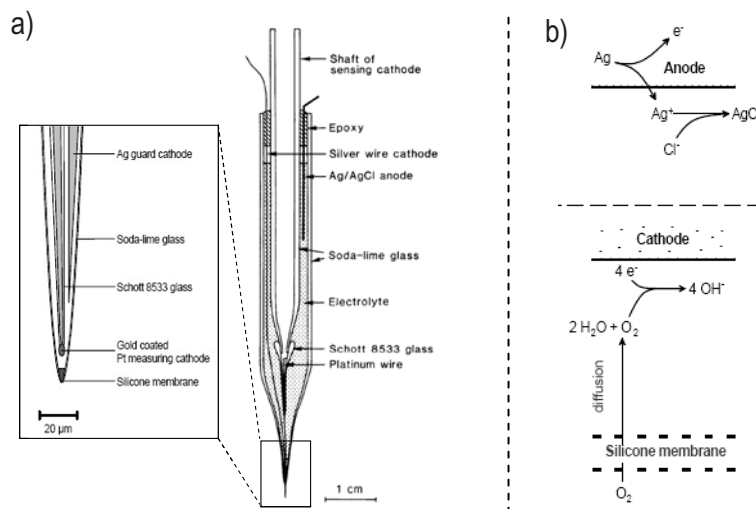 a)
Shaft of
sensing cathode
Epoxy
Silver wire cathode
Ag/AgCl anode
Soda-lime glass
Electrolyte
Schott 8533 glass
Platinum wire
1 cm
Ag guard cathode
Soda-lime glass
Schott 8533 glass
Gold coated
Pt measuring cathode
Silicone membrane
20 µm
b)
e-
Ag
Anode
Ag+
AgC
Cl-
Cathode
4 e-
4 OH-
2 H2O + O2
diffusion
Silicone membrane
O2